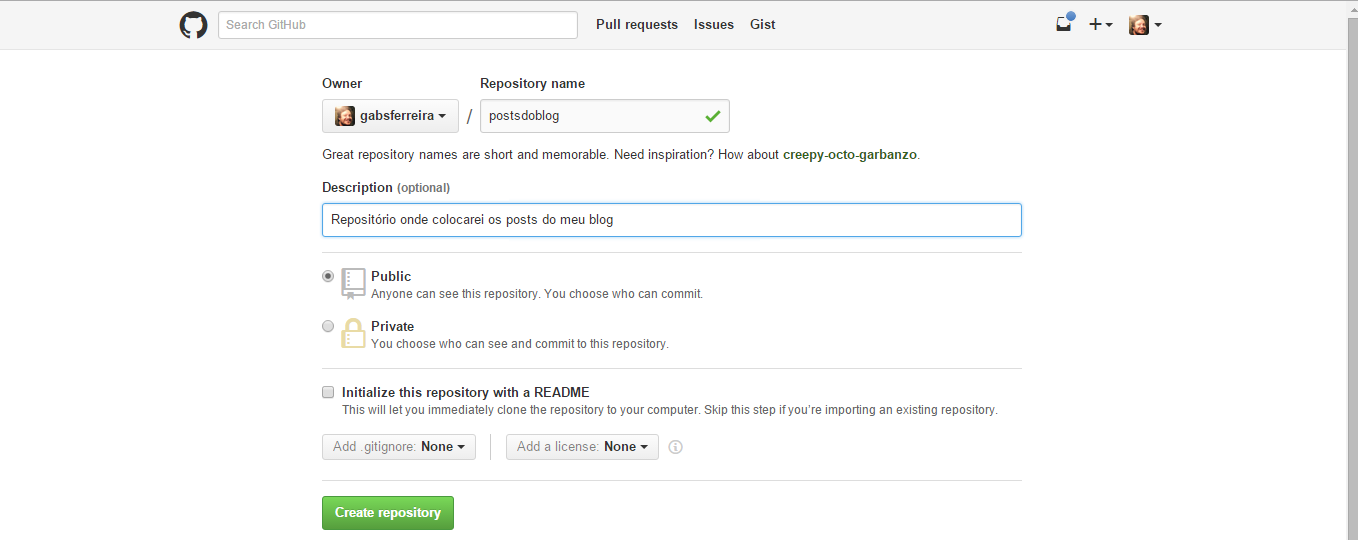 Search GitHub Pull requests Issues Gist
Owner Repository name
gabsferreira / postsdoblog
Great repository names are short and memorable. Need inspiration? How about creepy-octo-garbanzo.
Description (optional)
Repositório onde colocarei os posts do meu blog
Public
Anyone can see this repository. You choose who can commit.
Private
You choose who can see and commit to this repository.
Initialize this repository with a README
This will let you immediately clone the repository to your computer. Skip this step if you’re importing an existing repository.
Add .gitignore: None Add a license: None
Create repository